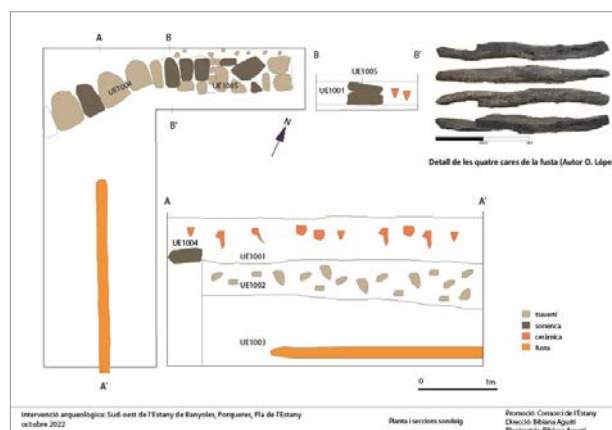 A
B
B
B'
UE1005
UE1001
UE1004
UE1005
B'
N
Detall de les quatre cares de la fusta (Autor O. Lópe
A
A'
UE1004
UE1001
UE1002
UE1003
travertí
sorrenca
ceràmica
fusta
A'
0
1m
Intervenció arqueològica: Sud-oest de l'Estany de Banyoles, Porqueres, Pla de l'Estany
octubre 2022
Planta i seccions sondeig
Promoció: Consorci de l'Estany
Direcció: Bibiana Agustí